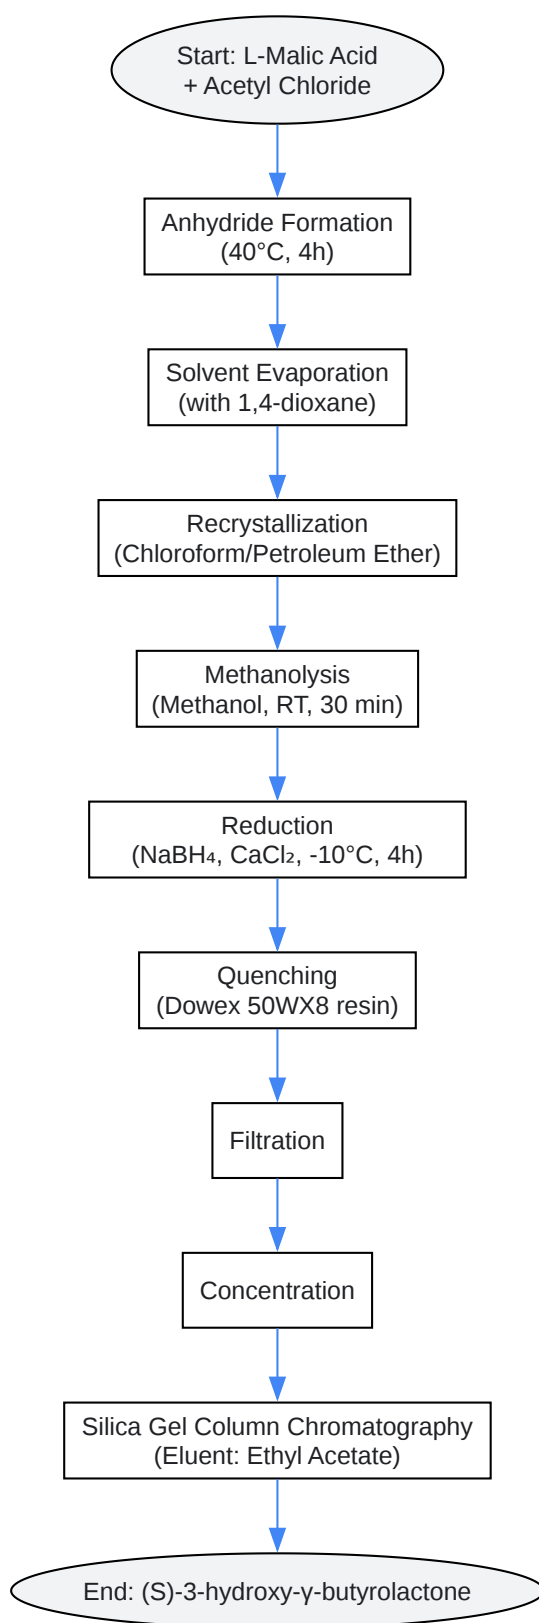 Start: L-Malic Acid
+ Acetyl Chloride
Anhydride Formation
(40°C, 4h)
Solvent Evaporation
(with 1,4-dioxane)
Recrystallization
(Chloroform/Petroleum Ether)
Methanolysis
(Methanol, RT, 30 min)
Reduction
(NaBH₄, CaCl₂, -10°C, 4h)
Quenching
(Dowex 50WX8 resin)
Filtration
Concentration
Silica Gel Column Chromatography
(Eluent: Ethyl Acetate)
End: (S)-3-hydroxy-γ-butyrolactone